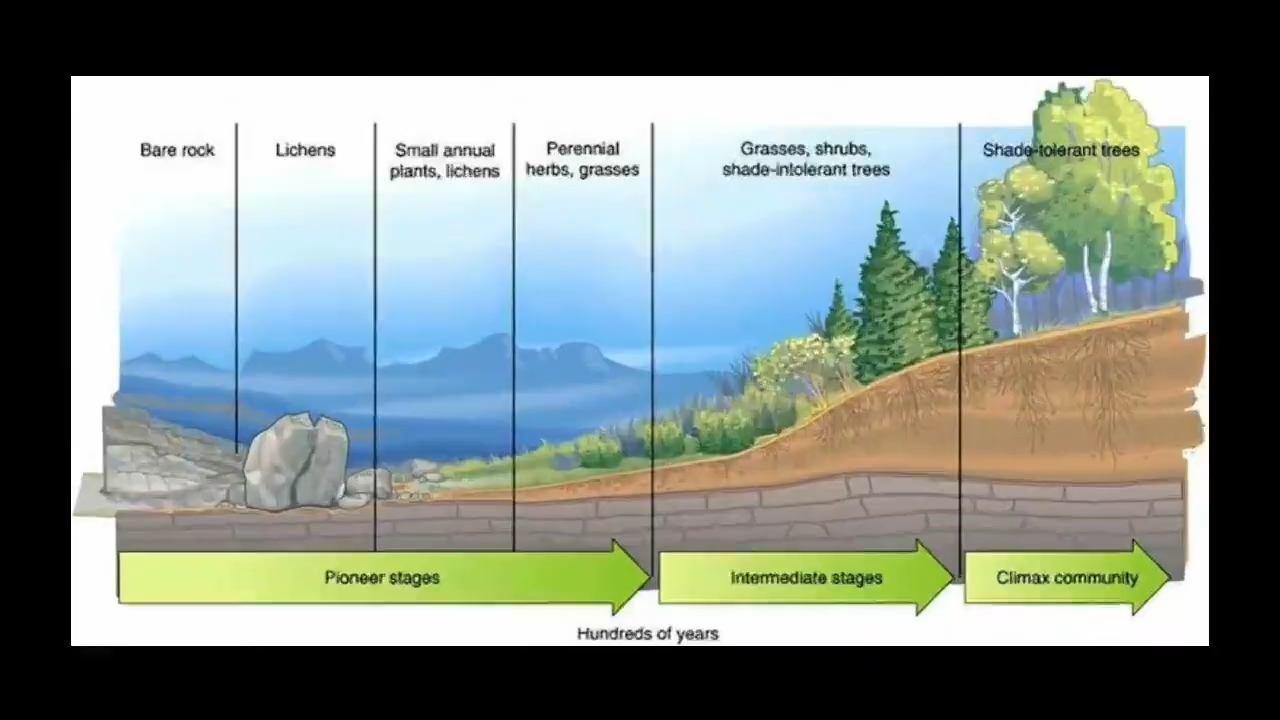 Bare rock
Lichens
Small annual
plants, lichens
Perennial
herbs, grasses
Grasses, shrubs,
shade-intolerant trees
Shade-tolerant trees
Pioneer stages
Intermediate stages
Climax community
Hundreds of years